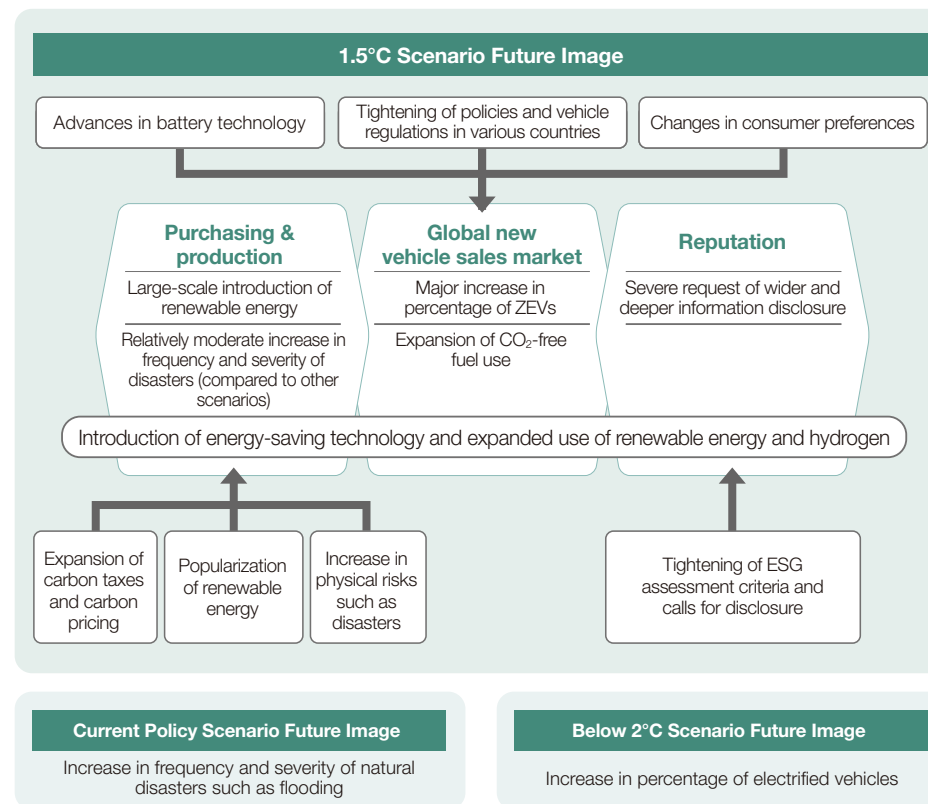 1.5°C Scenario Future Image
Advances in battery technology
Tightening of policies and vehicle
regulations in various countries
Changes in consumer preferences
Purchasing &
production
Large-scale introduction of
renewable energy
Relatively moderate increase in
frequency and severity of
disasters (compared to other
scenarios)
Global new
vehicle sales market
Major increase in
percentage of ZEVs
Expansion of CO₂-free
fuel use
Reputation
Severe request of wider and
deeper information disclosure
Introduction of energy-saving technology and expanded use of renewable energy and hydrogen
Expansion of
carbon taxes
and carbon
pricing
Popularization
of renewable
energy
Increase in
physical risks
such as
disasters
Tightening of ESG
assessment criteria and
calls for disclosure
Current Policy Scenario Future Image
Increase in frequency and severity of natural
disasters such as flooding
Below 2°C Scenario Future Image
Increase in percentage of electrified vehicles